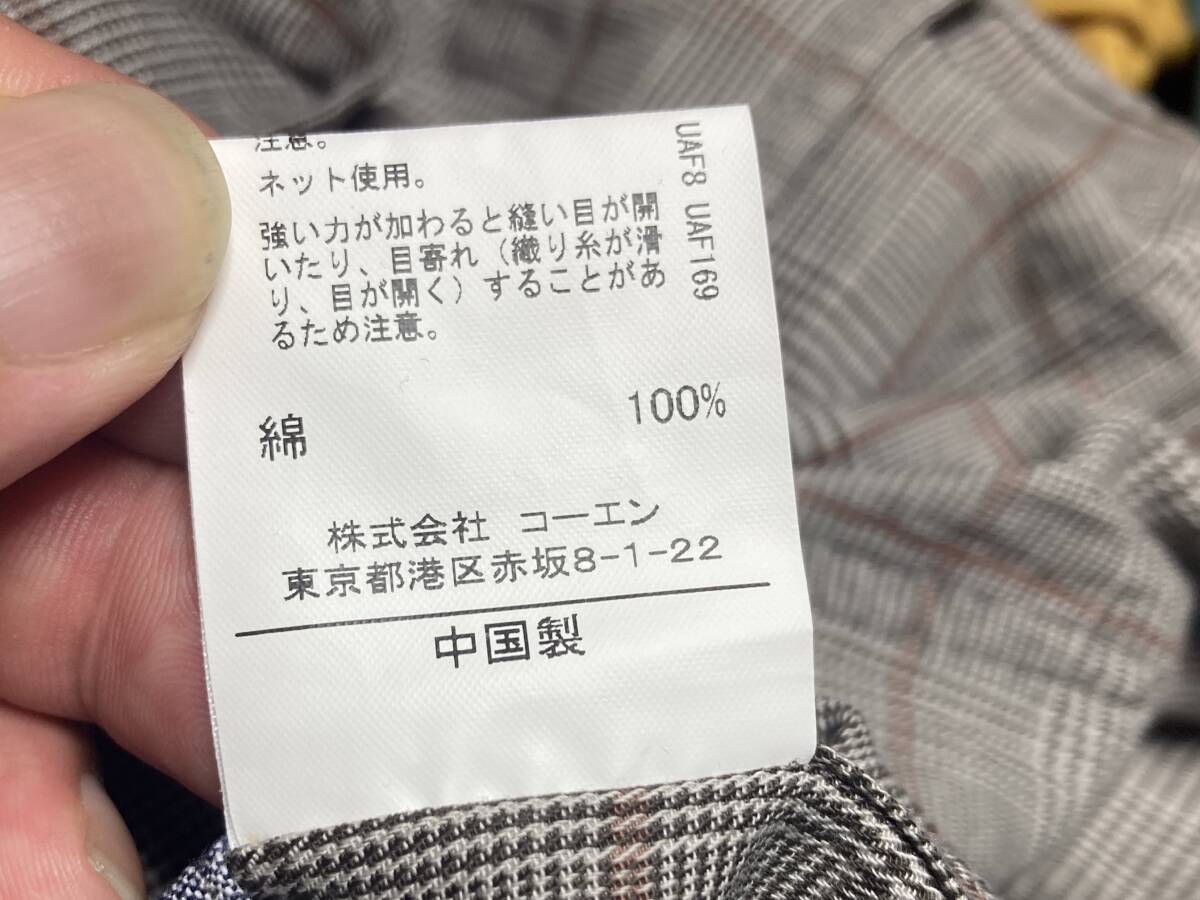 注意。
ネット使用。
強い力が加わると縫い目が開
いたり、目寄れ（織り糸が滑
り、目が開く）することがあ
るため注意。
綿 100%
株式会社 コーエン
東京都港区赤坂8-1-22
中国製
UAF8 UAF169